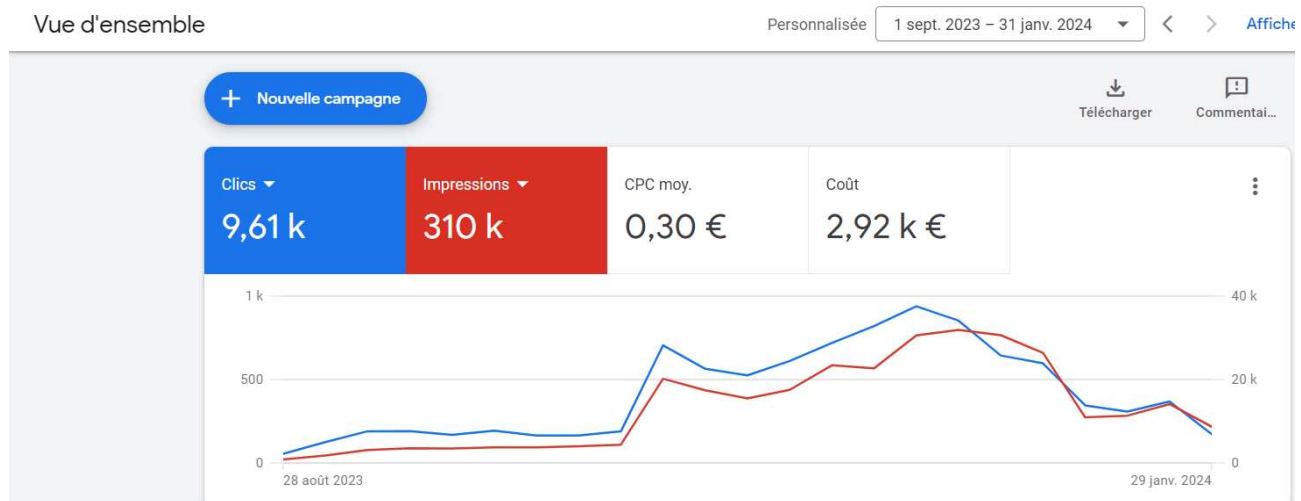 Vue d'ensemble
Personnalisée 1 sept. 2023 – 31 janv. 2024
Affiche
Nouvelle campagne
Télécharger
Commentai...
Clics Impressions CPC moy. Coût
9,61 k 310 k 0,30 € 2,92 k €
1 k 40 k
500 20 k
0 0
28 août 2023 29 janv. 2024